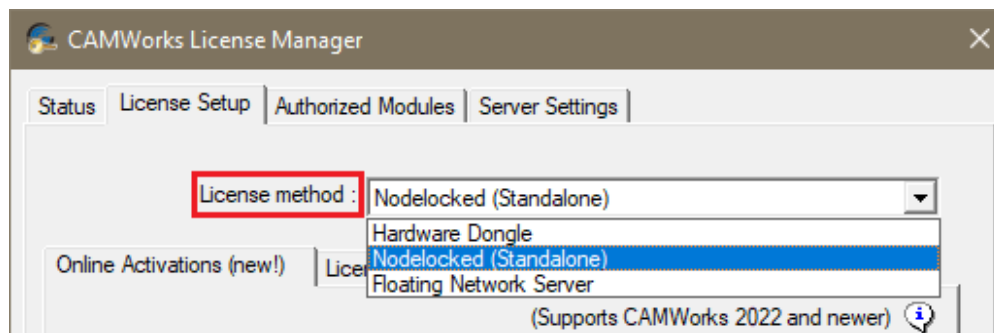 CAMWorks License Manager
Status License Setup Authorized Modules Server Settings
License method : Nodelocked (Standalone)
Hardware Dongle
Online Activations (new!) Nodelocked (Standalone)
Floating Network Server
(Supports CAMWorks 2022 and newer)